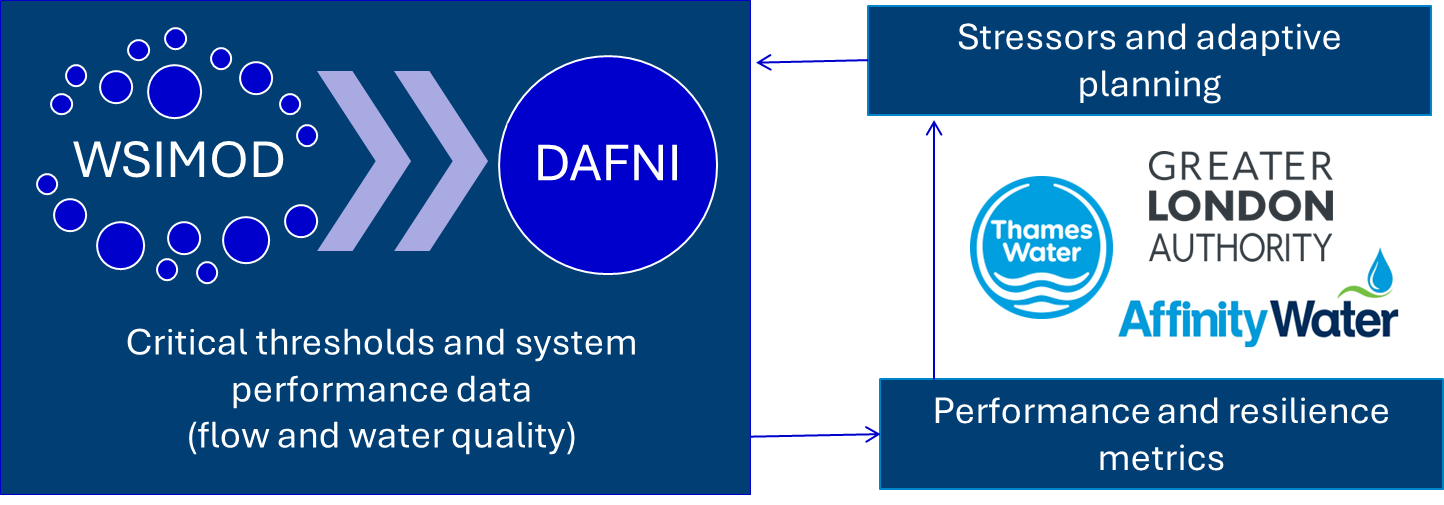 WSIMOD
DAFNI
Critical thresholds and system
performance data
(flow and water quality)
Stressors and adaptive
planning
Thames
Water
GREATER
LONDON
AUTHORITY
AffinityWater
Performance and resilience
metrics